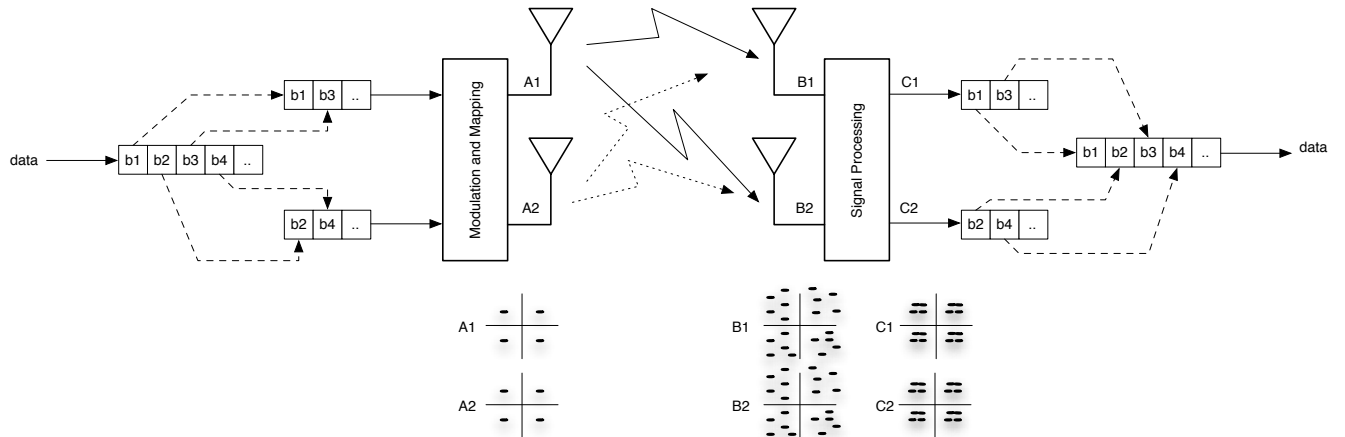 data
b1 b2 b3 b4 ..
b1 b3 ..
b2 b4 ..
Modulation and Mapping
A1
A2
B1
B2
Signal Processing
C1
C2
b1 b3 ..
b2 b4 ..
b1 b2 b3 b4 ..
data
A1
B1
C1
A2
B2
C2